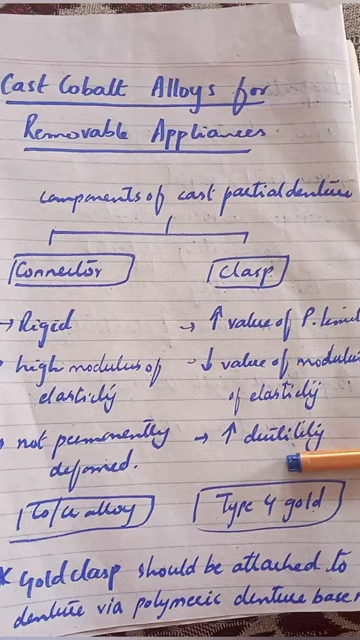 Cast Cobalt Alloys for
Removable Appliances
components of cast partial denture
Connector
Clasp
→ Rigid
→ ↑ value of P. limit
high modulus of
elasticity
↓ value of modulu
of elasticity
not permanently
deformed.
→ ↑ ductility
Co/Cr alloy
Type 4 gold
* Gold clasp should be attached to
denture via polymeric denture base